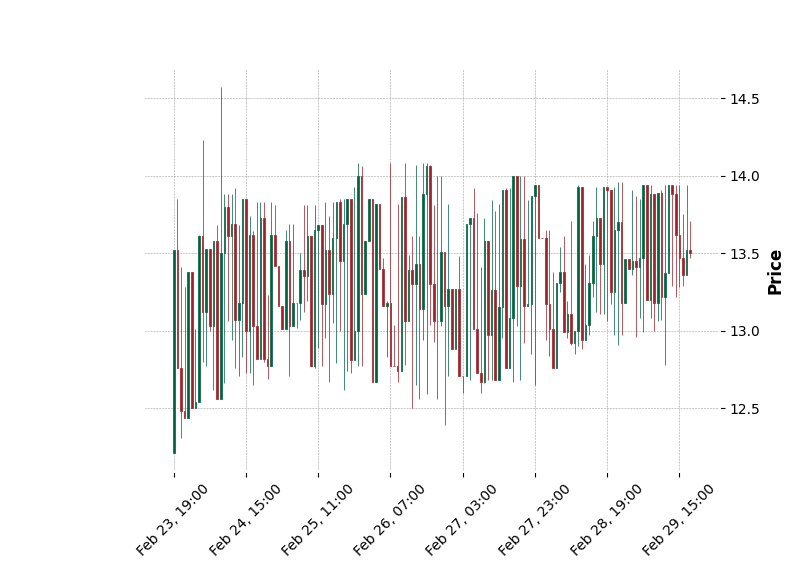 14.5
14.0
13.5
13.0
12.5
Price
Feb 23, 19:00
Feb 24, 15:00
Feb 25, 11:00
Feb 26, 07:00
Feb 27, 03:00
Feb 27, 23:00
Feb 28, 19:00
Feb 29, 15:00